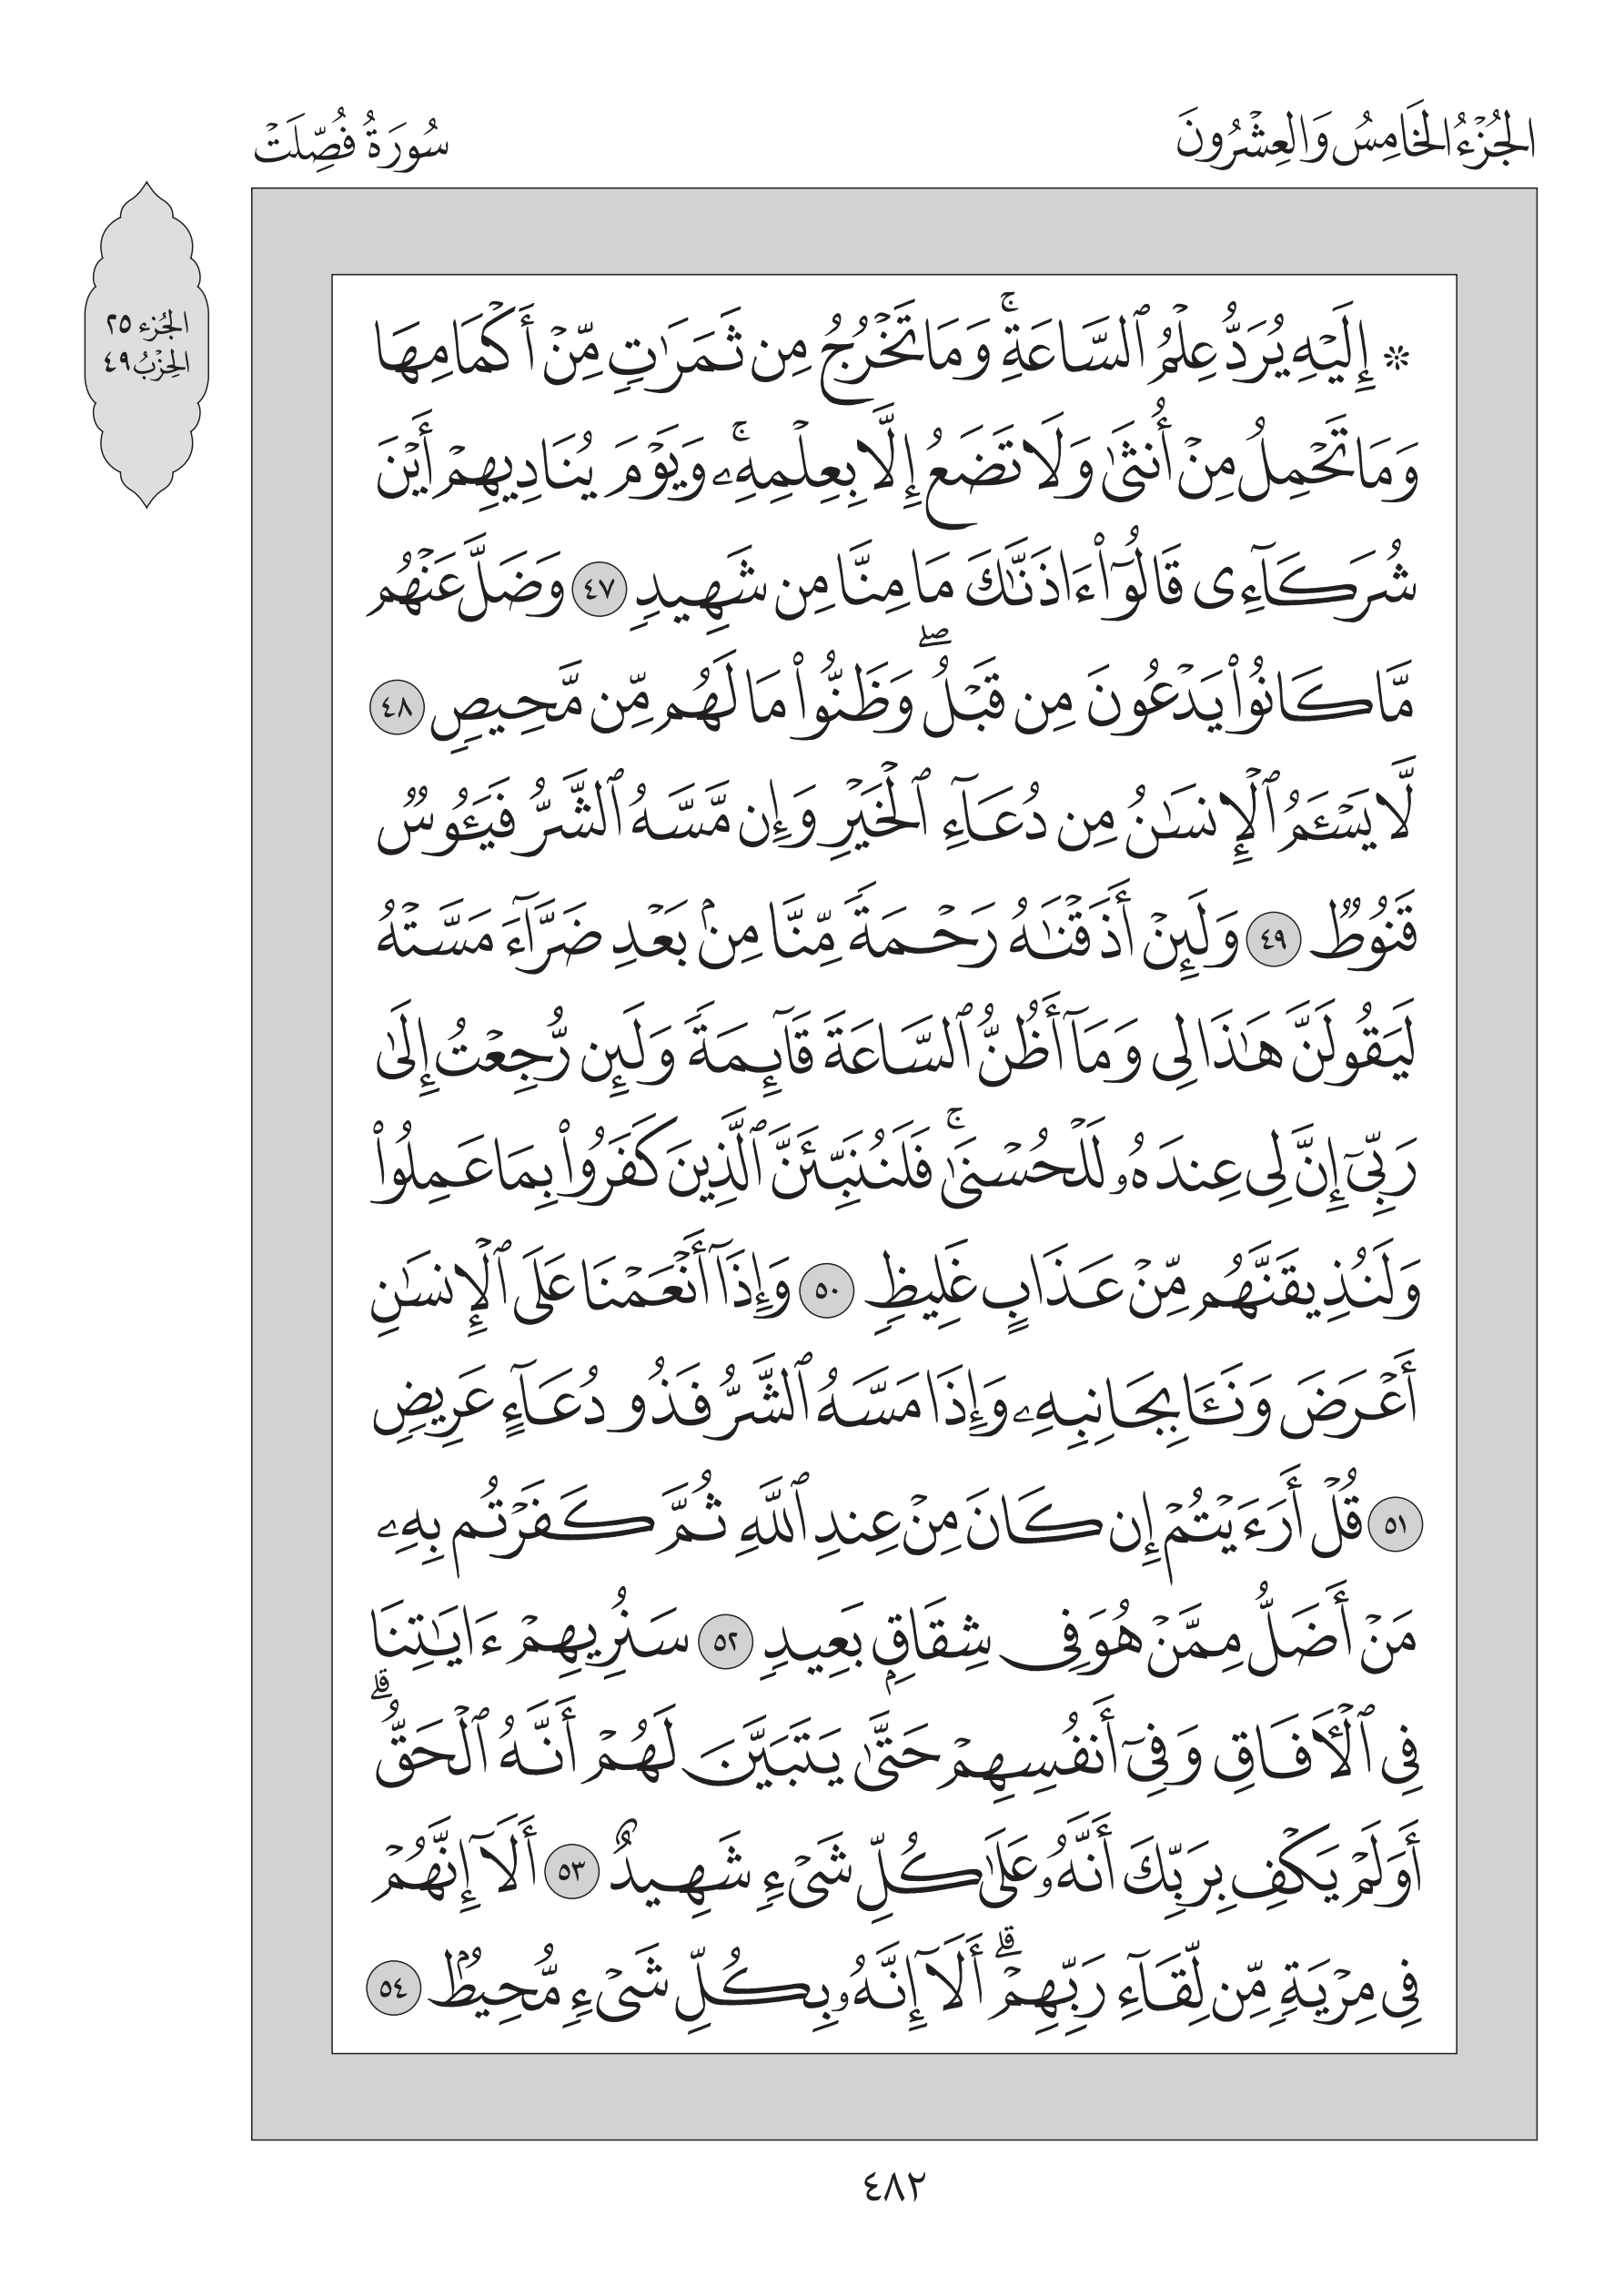 الجُزْءُ الخَامِسُ وَالعِشْرُونَ
سُورَةُ فُصِّلَتْ
الجُزء ٢٥
الحِزْبُ ٤٩
۞ إِلَيْهِ يُرَدُّ عِلْمُ ٱلسَّاعَةِۚ وَمَا تَخْرُجُ مِن ثَمَرَٰتٍ مِّنْ أَكْمَامِهَا
وَمَا تَحْمِلُ مِنْ أُنثَىٰ وَلَا تَضَعُ إِلَّا بِعِلْمِهِۦۚ وَيَوْمَ يُنَادِيهِمْ أَيْنَ
شُرَكَآءِى قَالُوٓا۟ ءَاذَنَّٰكَ مَا مِنَّا مِن شَهِيدٍ ٤٧ وَضَلَّ عَنْهُم
مَّا كَانُوا۟ يَدْعُونَ مِن قَبْلُۖ وَظَنُّوا۟ مَا لَهُم مِّن مَّحِيصٍ ٤٨
لَّا يَسْـَٔمُ ٱلْإِنسَٰنُ مِن دُعَآءِ ٱلْخَيْرِ وَإِن مَّسَّهُ ٱلشَّرُّ فَيَـُٔوسٌ
قَنُوطٌ ٤٩ وَلَئِنْ أَذَقْنَٰهُ رَحْمَةً مِّنَّا مِنۢ بَعْدِ ضَرَّآءَ مَسَّتْهُ
لَيَقُولَنَّ هَٰذَا لِى وَمَآ أَظُنُّ ٱلسَّاعَةَ قَآئِمَةً وَلَئِن رُّجِعْتُ إِلَىٰ
رَبِّىٓ إِنَّ لِى عِندَهُۥ لَلْحُسْنَىٰۚ فَلَنُنَبِّئَنَّ ٱلَّذِينَ كَفَرُوا۟ بِمَا عَمِلُوا۟
وَلَنُذِيقَنَّهُم مِّنْ عَذَابٍ غَلِيظٍ ٥٠ وَإِذَآ أَنْعَمْنَا عَلَى ٱلْإِنسَٰنِ
أَعْرَضَ وَنَـَٔا بِجَانِبِهِۦ وَإِذَا مَسَّهُ ٱلشَّرُّ فَذُو دُعَآءٍ عَرِيضٍ
٥١ قُلْ أَرَءَيْتُمْ إِن كَانَ مِنْ عِندِ ٱللَّهِ ثُمَّ كَفَرْتُم بِهِۦ
مَنْ أَضَلُّ مِمَّنْ هُوَ فِى شِقَاقٍۭ بَعِيدٍ ٥٢ سَنُرِيهِمْ ءَايَٰتِنَا
فِى ٱلْـَٔافَاقِ وَفِىٓ أَنفُسِهِمْ حَتَّىٰ يَتَبَيَّنَ لَهُمْ أَنَّهُ ٱلْحَقُّۗ
أَوَلَمْ يَكْفِ بِرَبِّكَ أَنَّهُۥ عَلَىٰ كُلِّ شَىْءٍ شَهِيدٌ ٥٣ أَلَآ إِنَّهُمْ
فِى مِرْيَةٍ مِّن لِّقَآءِ رَبِّهِمْۗ أَلَآ إِنَّهُۥ بِكُلِّ شَىْءٍ مُّحِيطٌۢ ٥٤
٤٨٢